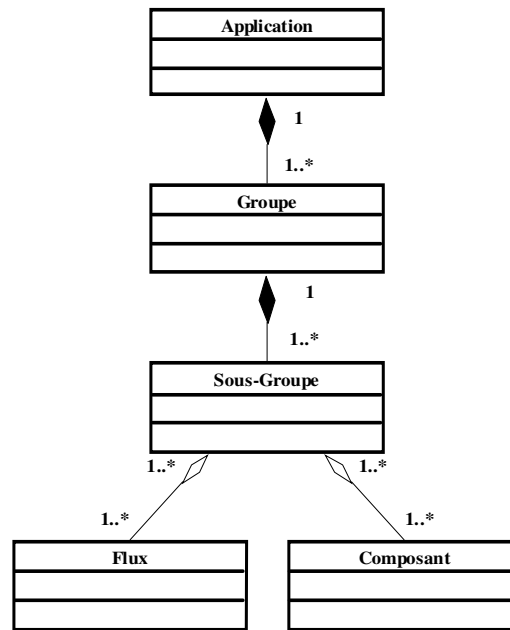 Application
1
1..*
Groupe
1
1..*
Sous-Groupe
1..* 1..*
1..* 1..*
Flux Composant